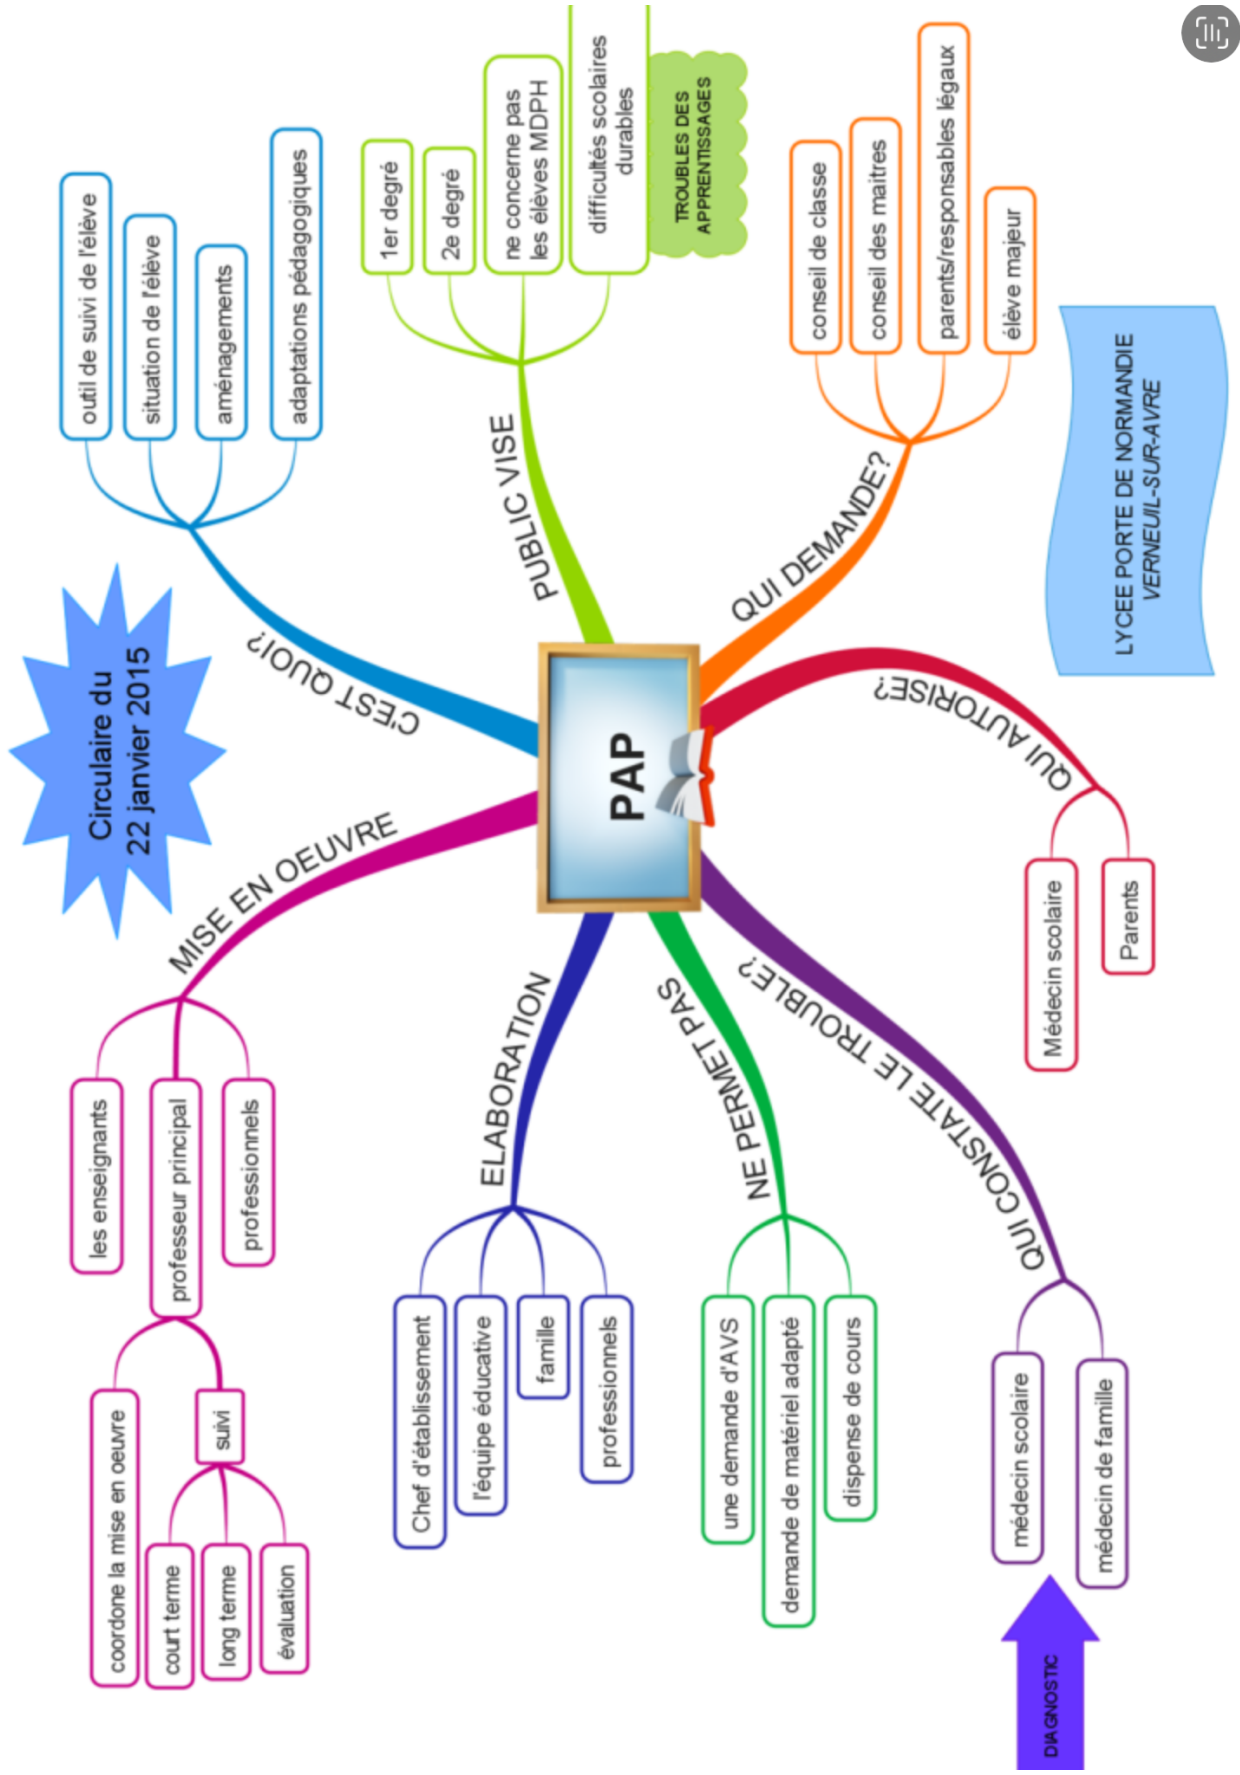 PAP
Circulaire du
22 janvier 2015
C'EST QUOI?
outil de suivi de l'élève
situation de l'élève
aménagements
adaptations pédagogiques
PUBLIC VISE
1er degré
2e degré
ne concerne pas
les élèves MDPH
difficultés scolaires
durables
TROUBLES DES
APPRENTISSAGES
QUI DEMANDE?
conseil de classe
conseil des maitres
parents/responsables légaux
élève majeur
LYCEE PORTE DE NORMANDIE
VERNEUIL-SUR-AVRE
QUI AUTORISE?
Médecin scolaire
Parents
QUI CONSTATE LE TROUBLE?
médecin scolaire
médecin de famille
DIAGNOSTIC
NE PERMET PAS
une demande d'AVS
demande de matériel adapté
dispense de cours
ELABORATION
Chef d'établissement
l'équipe éducative
famille
professionnels
MISE EN OEUVRE
les enseignants
professeur principal
professionnels
coordone la mise en oeuvre
suivi
court terme
long terme
évaluation